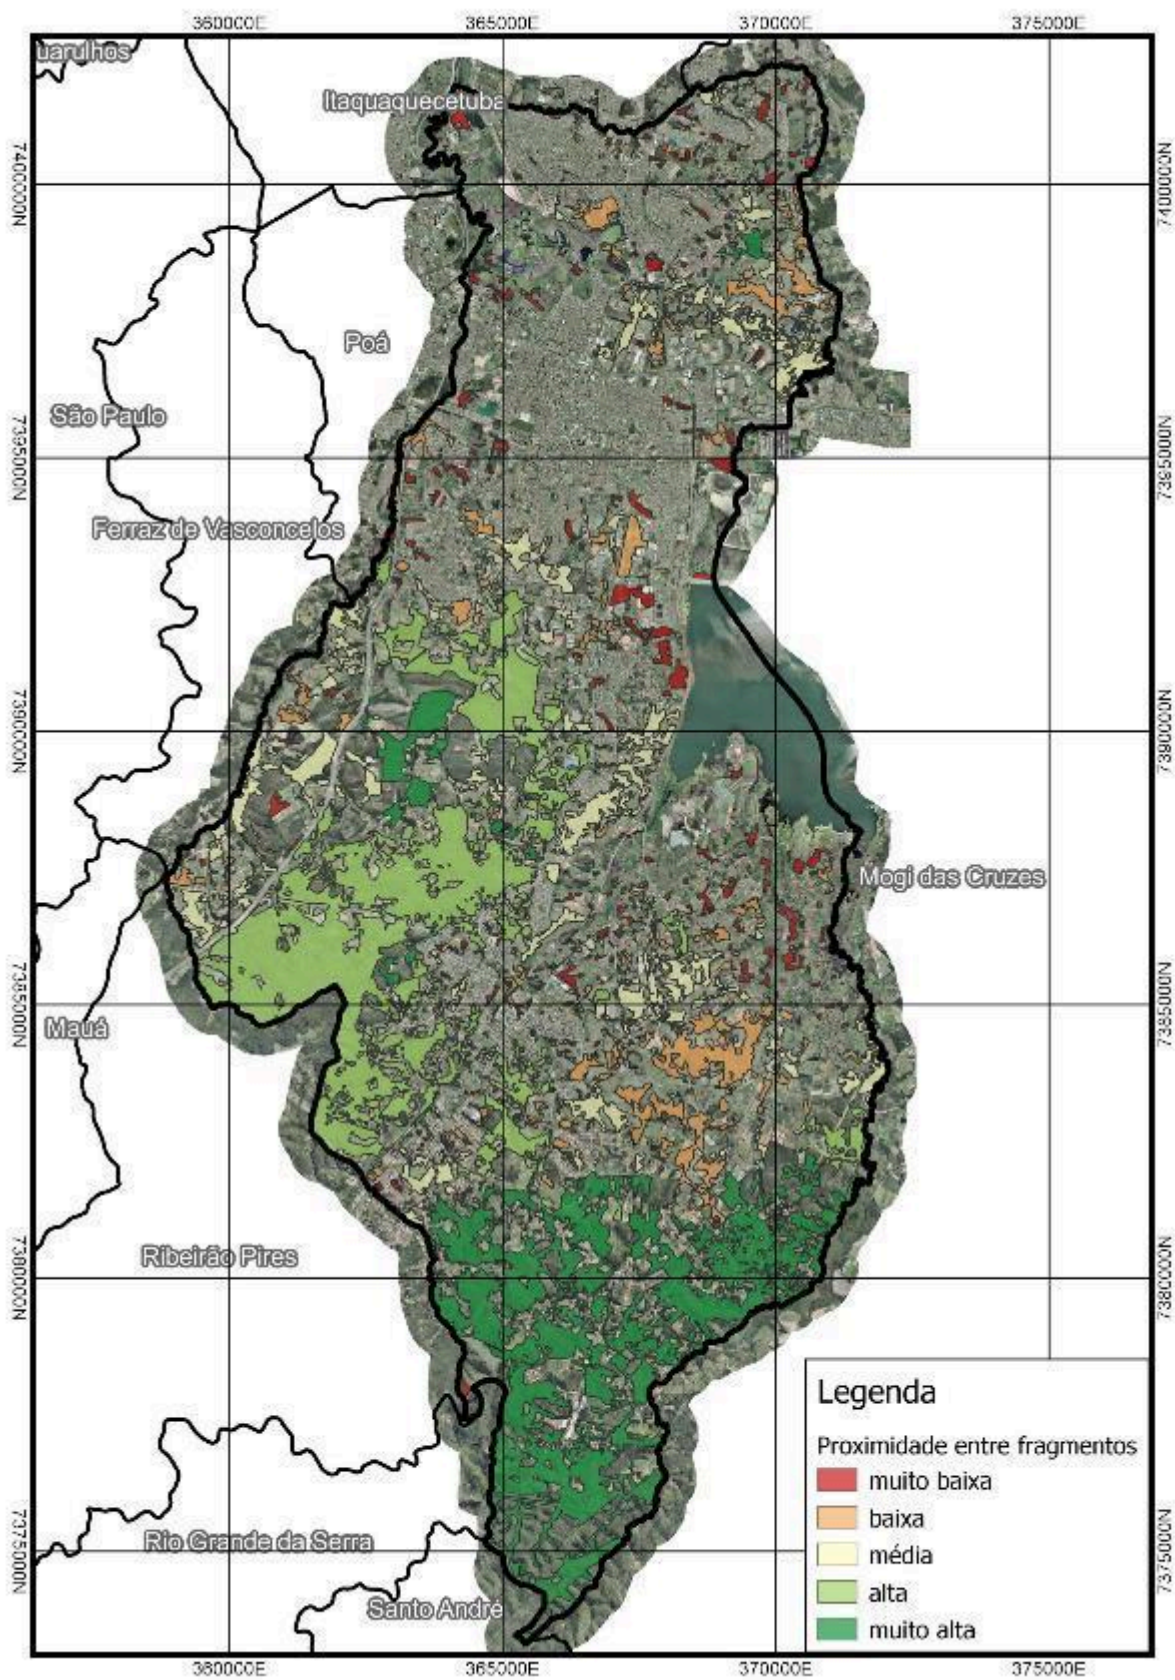 360000E 365000E 370000E 375000E
uarulhos
Itaquaquecetuba
7400000N 7400000N
Poá
São Paulo
7395000N 7395000N
Ferraz de Vasconcelos
7390000N 7390000N
Mogi das Cruzes
7385000N 7385000N
Mauá
Ribeirão Pires
7380000N 7380000N
Legenda
Proximidade entre fragmentos
muito baixa
baixa
Rio Grande da Serra
7375000N 7375000N
média
alta
Santo André
muito alta
360000E 365000E 370000E 375000E